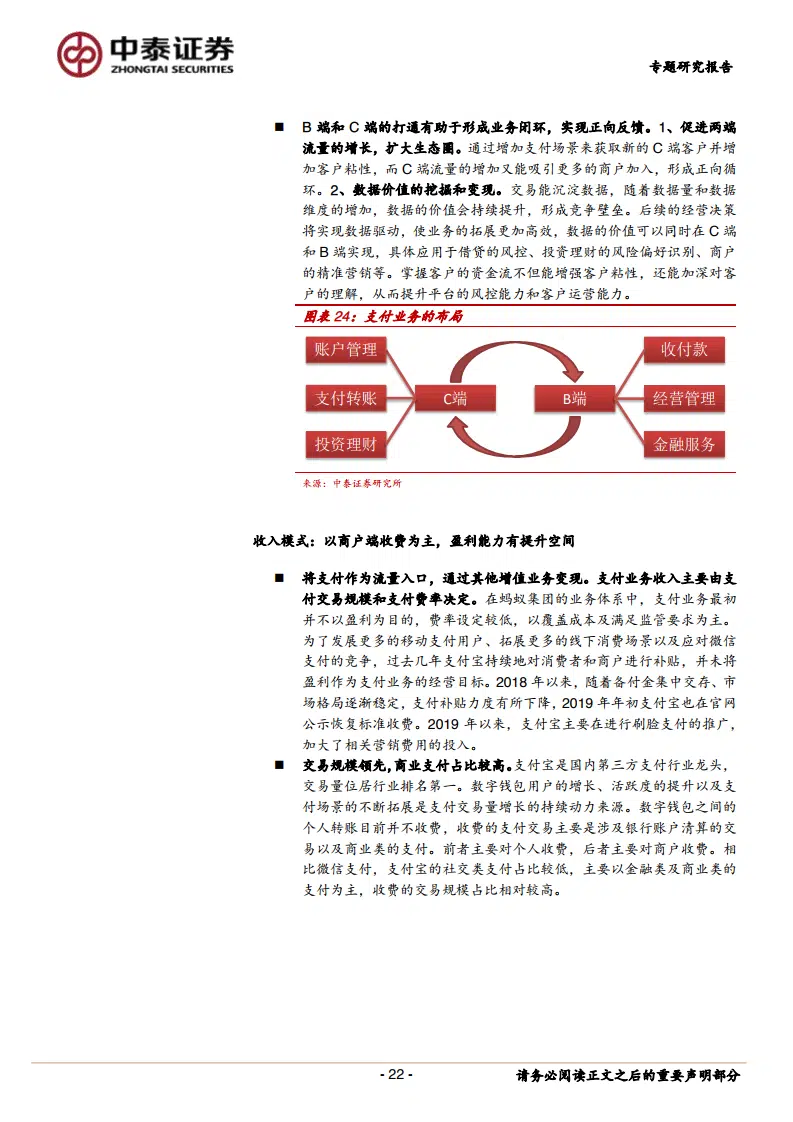 中泰证券
ZHONGTAI SECURITIES
专题研究报告
■ B 端和 C 端的打通有助于形成业务闭环，实现正向反馈。1、促进两端
流量的增长，扩大生态圈。通过增加支付场景来获取新的 C 端客户并增
加客户粘性，而 C 端流量的增加又能吸引更多的商户加入，形成正向循
环。2、数据价值的挖掘和变现。交易能沉淀数据，随着数据量和数据
维度的增加，数据的价值会持续提升，形成竞争壁垒。后续的经营决策
将实现数据驱动，使业务的拓展更加高效，数据的价值可以同时在 C 端
和 B 端实现，具体应用于借贷的风控、投资理财的风险偏好识别、商户
的精准营销等。掌握客户的资金流不但能增强客户粘性，还能加深对客
户的理解，从而提升平台的风控能力和客户运营能力。
图表 24：支付业务的布局
账户管理
支付转账
投资理财
C端
B端
收付款
经营管理
金融服务
来源：中泰证券研究所
收入模式：以商户端收费为主，盈利能力有提升空间
■ 将支付作为流量入口，通过其他增值业务变现。支付业务收入主要由支
付交易规模和支付费率决定。在蚂蚁集团的业务体系中，支付业务最初
并不以盈利为目的，费率设定较低，以覆盖成本及满足监管要求为主。
为了发展更多的移动支付用户、拓展更多的线下消费场景以及应对微信
支付的竞争，过去几年支付宝持续地对消费者和商户进行补贴，并未将
盈利作为支付业务的经营目标。2018 年以来，随着备付金集中交存、市
场格局逐渐稳定，支付补贴力度有所下降，2019 年年初支付宝也在官网
公示恢复标准收费。2019 年以来，支付宝主要在进行刷脸支付的推广，
加大了相关营销费用的投入。
■ 交易规模领先，商业支付占比较高。支付宝是国内第三方支付行业龙头，
交易量位居行业排名第一。数字钱包用户的增长、活跃度的提升以及支
付场景的不断拓展是支付交易量增长的持续动力来源。数字钱包之间的
个人转账目前并不收费，收费的支付交易主要是涉及银行账户清算的交
易以及商业类的支付。前者主要对个人收费，后者主要对商户收费。相
比微信支付，支付宝的社交类支付占比较低，主要以金融类及商业类的
支付为主，收费的交易规模占比相对较高。
- 22 -
请务必阅读正文之后的重要声明部分